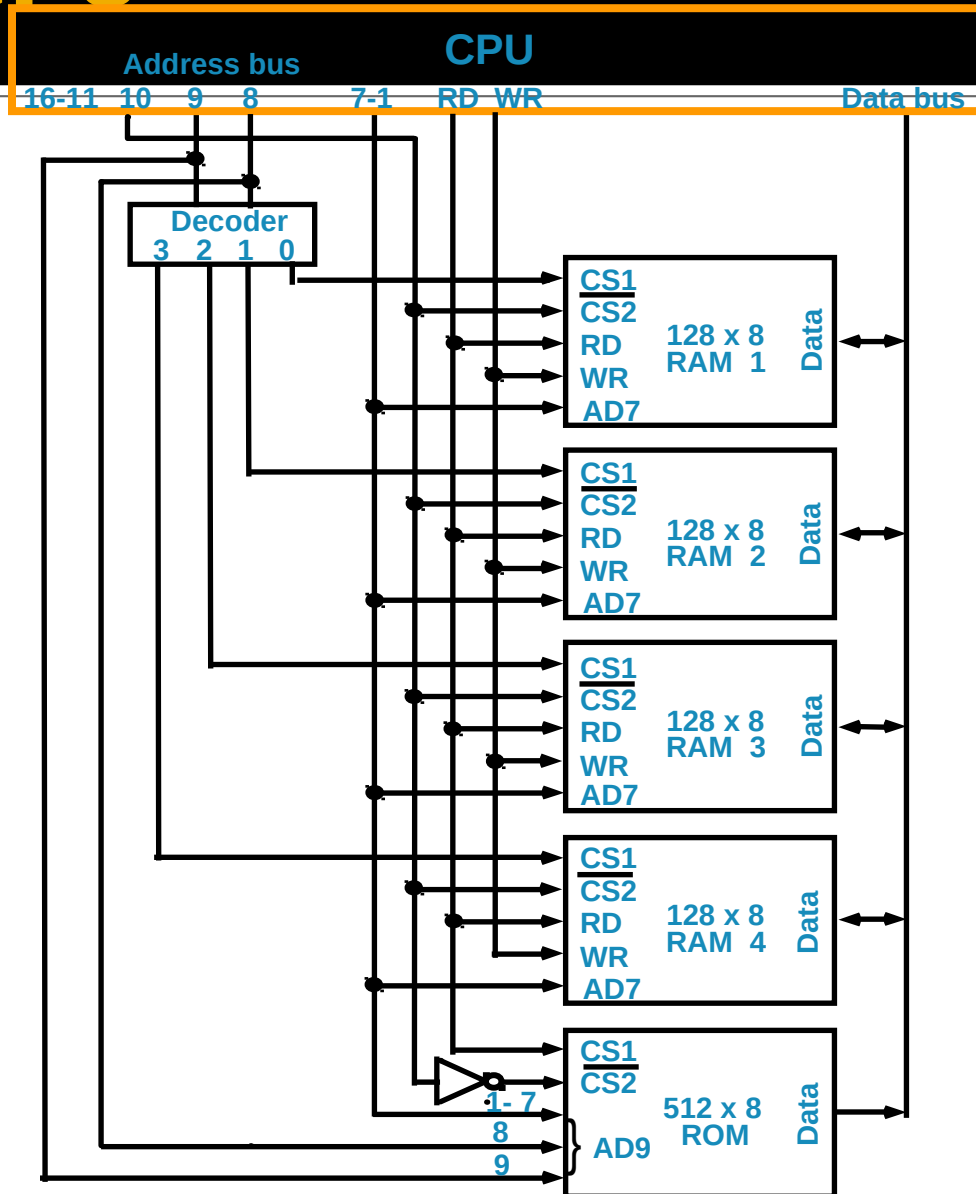 CPU
Address bus
16-11 10 9 8 7-1 RD WR Data bus
Decoder
3 2 1 0
CS1
CS2
RD
WR
AD7
128 x 8
RAM 1
Data
CS1
CS2
RD
WR
AD7
128 x 8
RAM 2
Data
CS1
CS2
RD
WR
AD7
128 x 8
RAM 3
Data
CS1
CS2
RD
WR
AD7
128 x 8
RAM 4
Data
CS1
CS2
1- 7
8
9
} AD9
512 x 8
ROM
Data